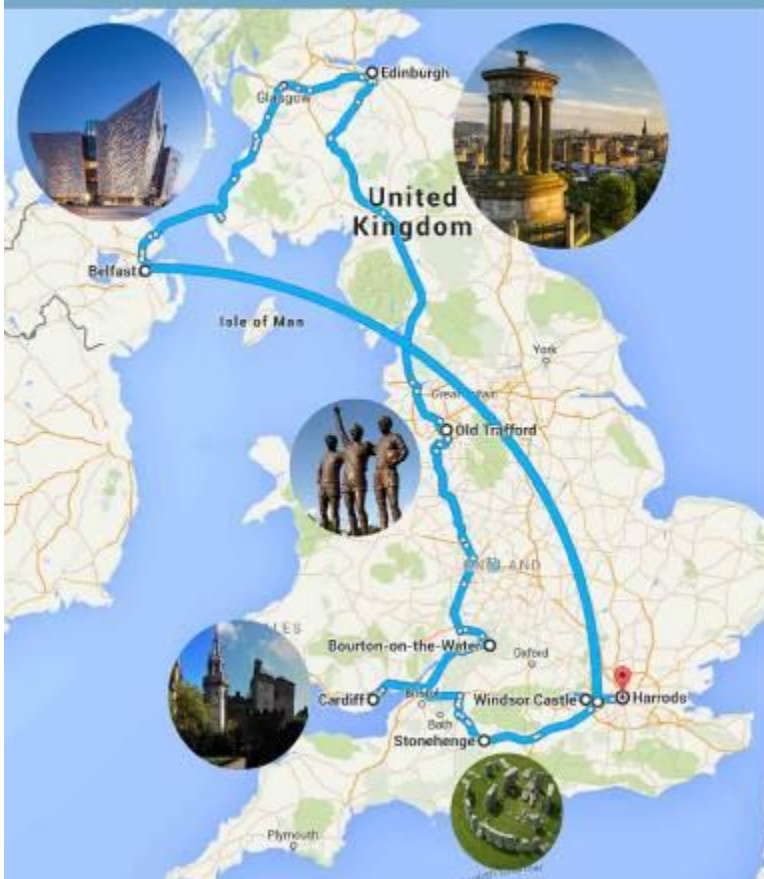 Edinburgh
Glasgow
United
Kingdom
Belfast
Isle of Man
York
Old Trafford
Bourton-on-the-Water
Oxford
Cardiff
Bristol
Windsor Castle
Harrods
Bath
Stonehenge
Plymouth